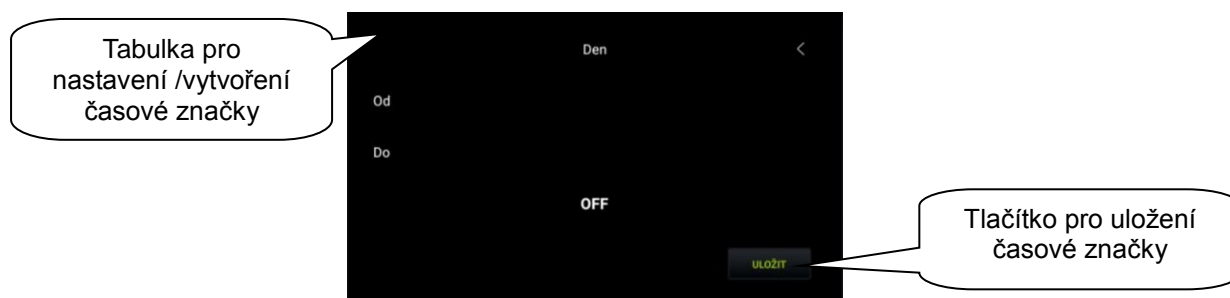 Tabulka pro
nastavení /vytvoření
časové značky
Den
Od
Do
OFF
ULOŽIT
Tlačítko pro uložení
časové značky